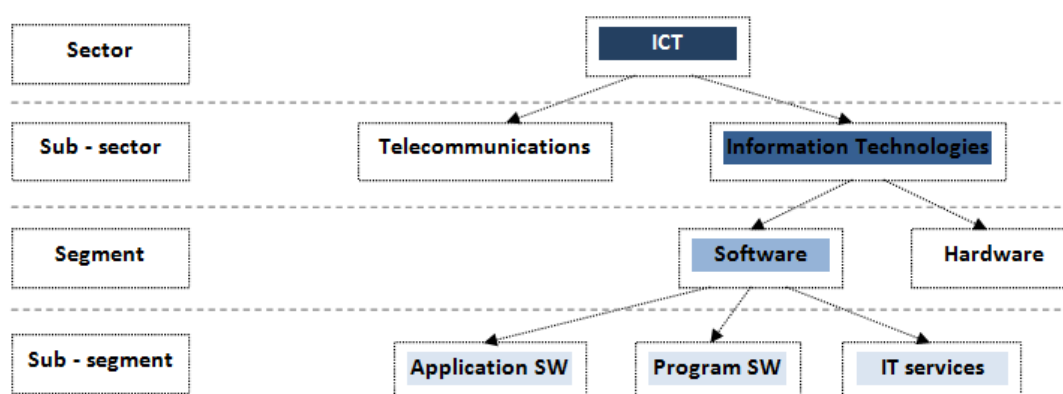 Sector
ICT
Sub - sector
Telecommunications
Information Technologies
Segment
Software
Hardware
Sub - segment
Application SW
Program SW
IT services